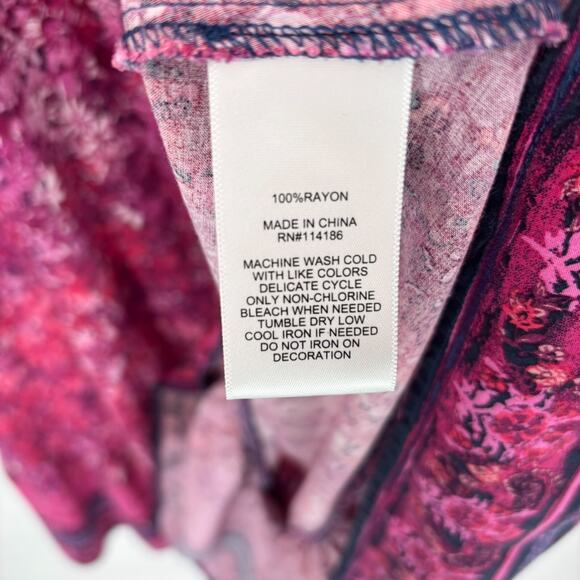 100%RAYON
MADE IN CHINA
RN#114186
MACHINE WASH COLD
WITH LIKE COLORS
DELICATE CYCLE
ONLY NON-CHLORINE
BLEACH WHEN NEEDED
TUMBLE DRY LOW
COOL IRON IF NEEDED
DO NOT IRON ON
DECORATION